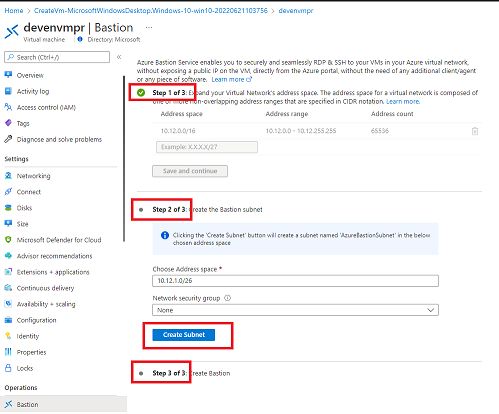 Home > CreateVm-MicrosoftWindowsDesktop.Windows-10-win10-20220621103756 > devenvmpr
devenvmpr | Bastion ...
Virtual machine Directory: Microsoft
Search (Ctrl+/)
Overview
Activity log
Access control (IAM)
Tags
Diagnose and solve problems
Settings
Networking
Connect
Disks
Size
Microsoft Defender for Cloud
Advisor recommendations
Extensions + applications
Continuous delivery
Availability + scaling
Configuration
Identity
Properties
Locks
Operations
Bastion
Azure Bastion Service enables you to securely and seamlessly RDP & SSH to your VMs in your Azure virtual network,
without exposing a public IP on the VM, directly from the Azure portal, without the need of any additional client/agent
or any piece of software. Learn more
Step 1 of 3: Expand your Virtual Network's address space. The address space for a virtual network is composed of
one or more non-overlapping address ranges that are specified in CIDR notation. Learn more.
Address space Address range Address count
10.12.0.0/16 10.12.0.0 - 10.12.255.255 65536
Example: X.X.X.X/27
Save and continue
Step 2 of 3: Create the Bastion subnet
Clicking the 'Create Subnet' button will create a subnet named 'AzureBastionSubnet' in the below
chosen address space
Choose Address space *
10.12.1.0/26
Network security group
None
Create Subnet
Step 3 of 3: Create Bastion